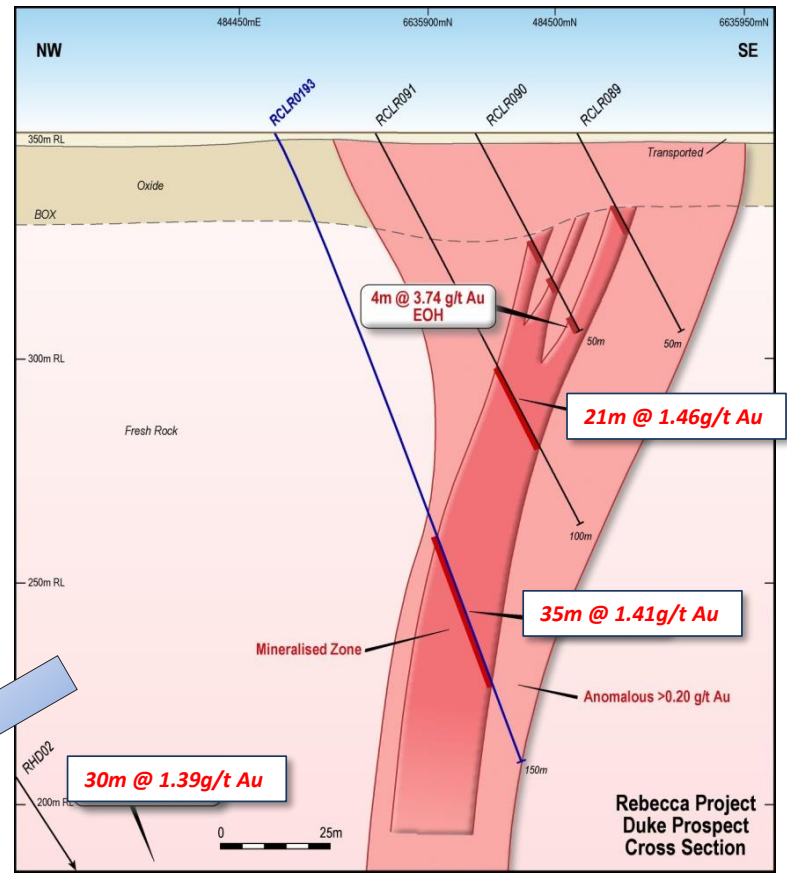 484450mE
6635900mN
484500mN
6635950mN
NW
SE
RCLR0193
RCLR091
RCLR090
RCLR089
350m RL
Transported
Oxide
BOX
4m @ 3.74 g/t Au
EOH
50m
50m
300m RL
21m @ 1.46g/t Au
Fresh Rock
100m
250m RL
35m @ 1.41g/t Au
Mineralised Zone
Anomalous >0.20 g/t Au
RHD02
30m @ 1.39g/t Au
150m
200m RL
0
25m
Rebecca Project
Duke Prospect
Cross Section